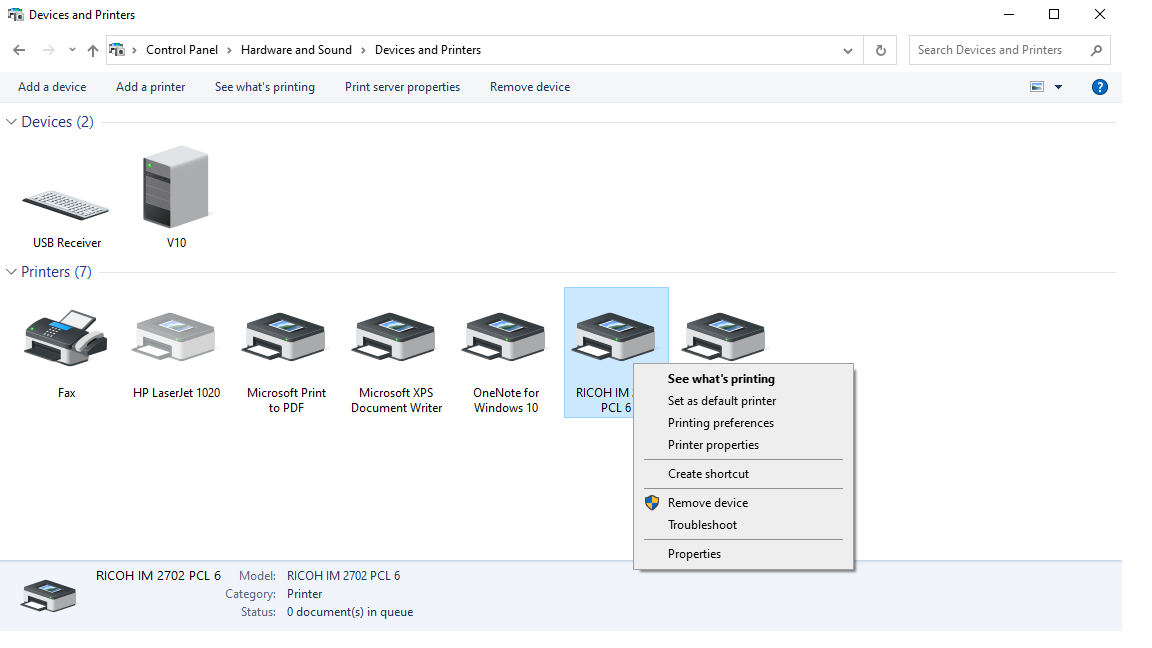 Devices and Printers
Control Panel > Hardware and Sound > Devices and Printers
Search Devices and Printers
Add a device
Add a printer
See what's printing
Print server properties
Remove device
?
Devices (2)
USB Receiver
V10
Printers (7)
Fax
HP LaserJet 1020
Microsoft Print
to PDF
Microsoft XPS
Document Writer
OneNote for
Windows 10
RICOH IM
PCL 6
See what's printing
Set as default printer
Printing preferences
Printer properties
Create shortcut
Remove device
Troubleshoot
Properties
RICOH IM 2702 PCL 6
Model: RICOH IM 2702 PCL 6
Category: Printer
Status: 0 document(s) in queue